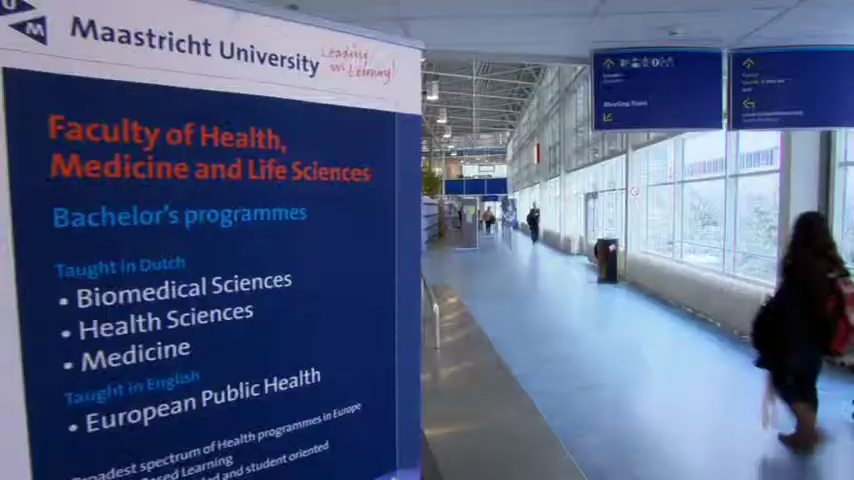 UM
Maastricht University
Leading
in Learning!
Faculty of Health,
Medicine and Life Sciences
Bachelor's programmes
Taught in Dutch
• Biomedical Sciences
• Health Sciences
• Medicine
Taught in English
• European Public Health
Broadest spectrum of Health programmes in Europe
Based Learning
and student oriented
Meeting Point